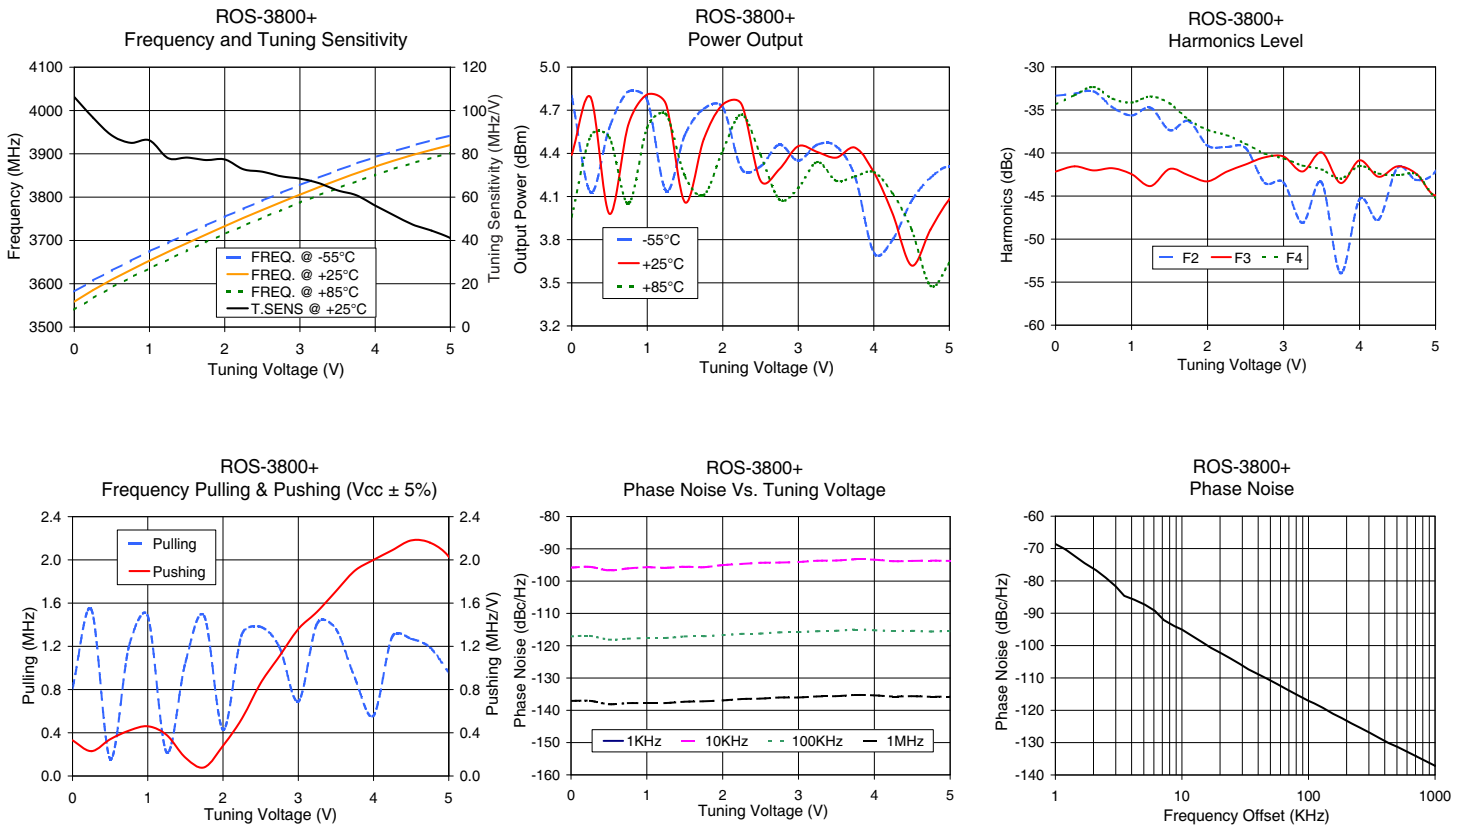 ROS-3800+
Frequency and Tuning Sensitivity
4100
4000
3900
3800
3700
3600
3500
120
100
80
60
40
20
0
Frequency (MHz)
Tuning Sensitivity (MHz/V)
FREQ. @ -55°C
FREQ. @ +25°C
FREQ. @ +85°C
T.SENS @ +25°C
0 1 2 3 4 5
Tuning Voltage (V)
ROS-3800+
Power Output
5.0
4.7
4.4
4.1
3.8
3.5
3.2
Output Power (dBm)
-55°C
+25°C
+85°C
0 1 2 3 4 5
Tuning Voltage (V)
ROS-3800+
Harmonics Level
-30
-35
-40
-45
-50
-55
-60
Harmonics (dBc)
F2 F3 F4
0 1 2 3 4 5
Tuning Voltage (V)
ROS-3800+
Frequency Pulling & Pushing (Vcc ± 5%)
2.4
2.0
1.6
1.2
0.8
0.4
0.0
2.4
2.0
1.6
1.2
0.8
0.4
0.0
Pulling (MHz)
Pushing (MHz/V)
Pulling
Pushing
0 1 2 3 4 5
Tuning Voltage (V)
ROS-3800+
Phase Noise Vs. Tuning Voltage
-80
-90
-100
-110
-120
-130
-140
-150
-160
Phase Noise (dBc/Hz)
1KHz 10KHz 100KHz 1MHz
0 1 2 3 4 5
Tuning Voltage (V)
ROS-3800+
Phase Noise
-60
-70
-80
-90
-100
-110
-120
-130
-140
Phase Noise (dBc/Hz)
1 10 100 1000
Frequency Offset (KHz)